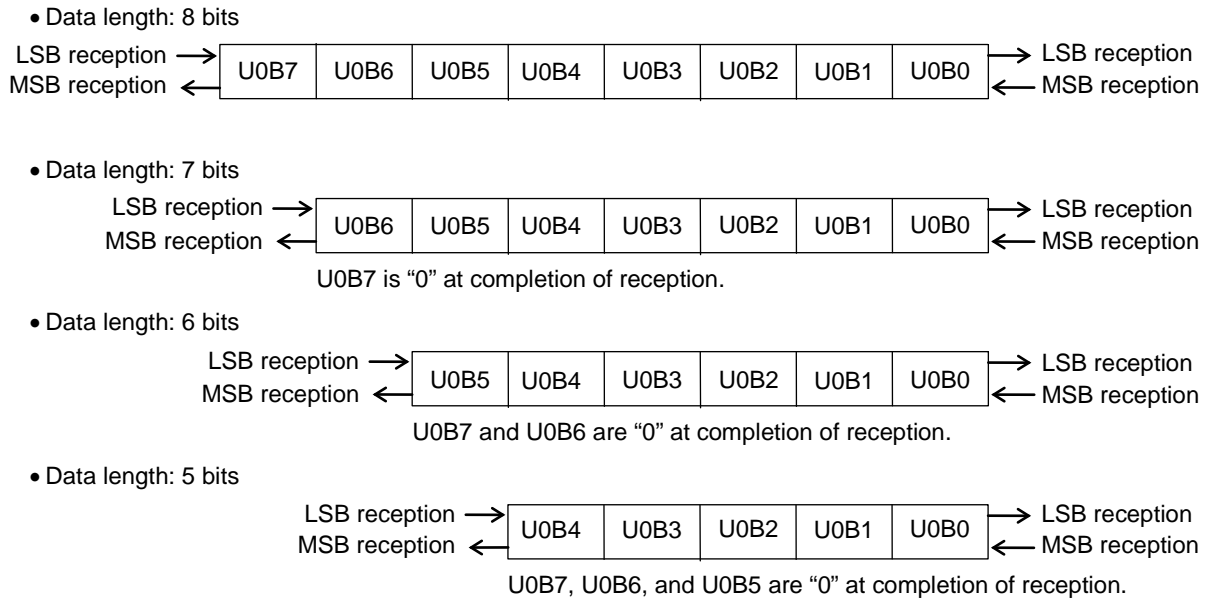 • Data length: 8 bits
LSB reception U0B7 U0B6 U0B5 U0B4 U0B3 U0B2 U0B1 U0B0 LSB reception
MSB reception MSB reception
• Data length: 7 bits
LSB reception U0B6 U0B5 U0B4 U0B3 U0B2 U0B1 U0B0 LSB reception
MSB reception MSB reception
U0B7 is “0” at completion of reception.
• Data length: 6 bits
LSB reception U0B5 U0B4 U0B3 U0B2 U0B1 U0B0 LSB reception
MSB reception MSB reception
U0B7 and U0B6 are “0” at completion of reception.
• Data length: 5 bits
LSB reception U0B4 U0B3 U0B2 U0B1 U0B0 LSB reception
MSB reception MSB reception
U0B7, U0B6, and U0B5 are “0” at completion of reception.